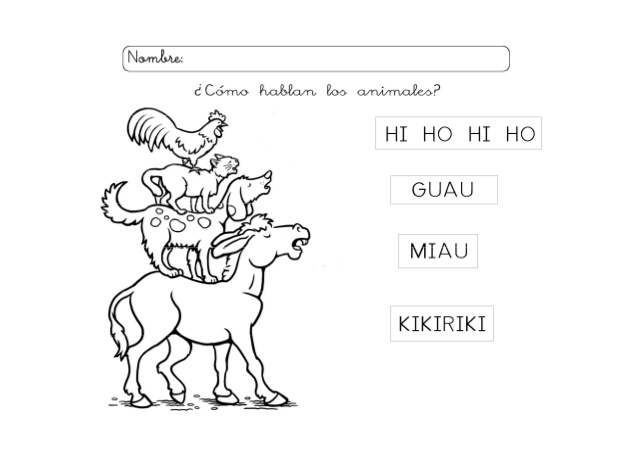 Nombre:
¿Cómo hablan los animales?
HI HO HI HO
GUAU
MIAU
KIKIRIKI